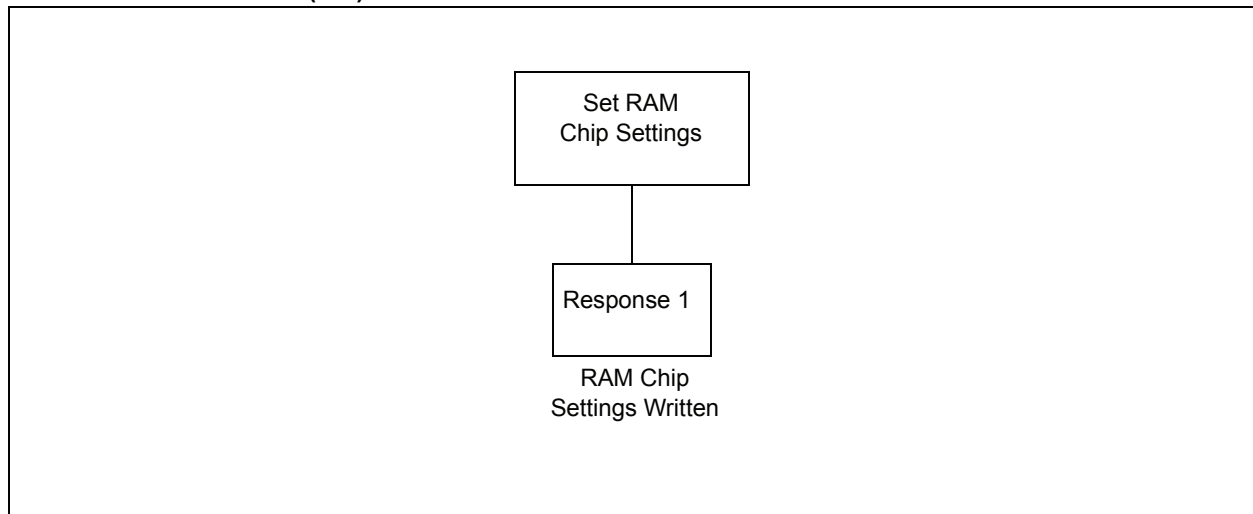 Set RAM
Chip Settings
Response 1
RAM Chip
Settings Written